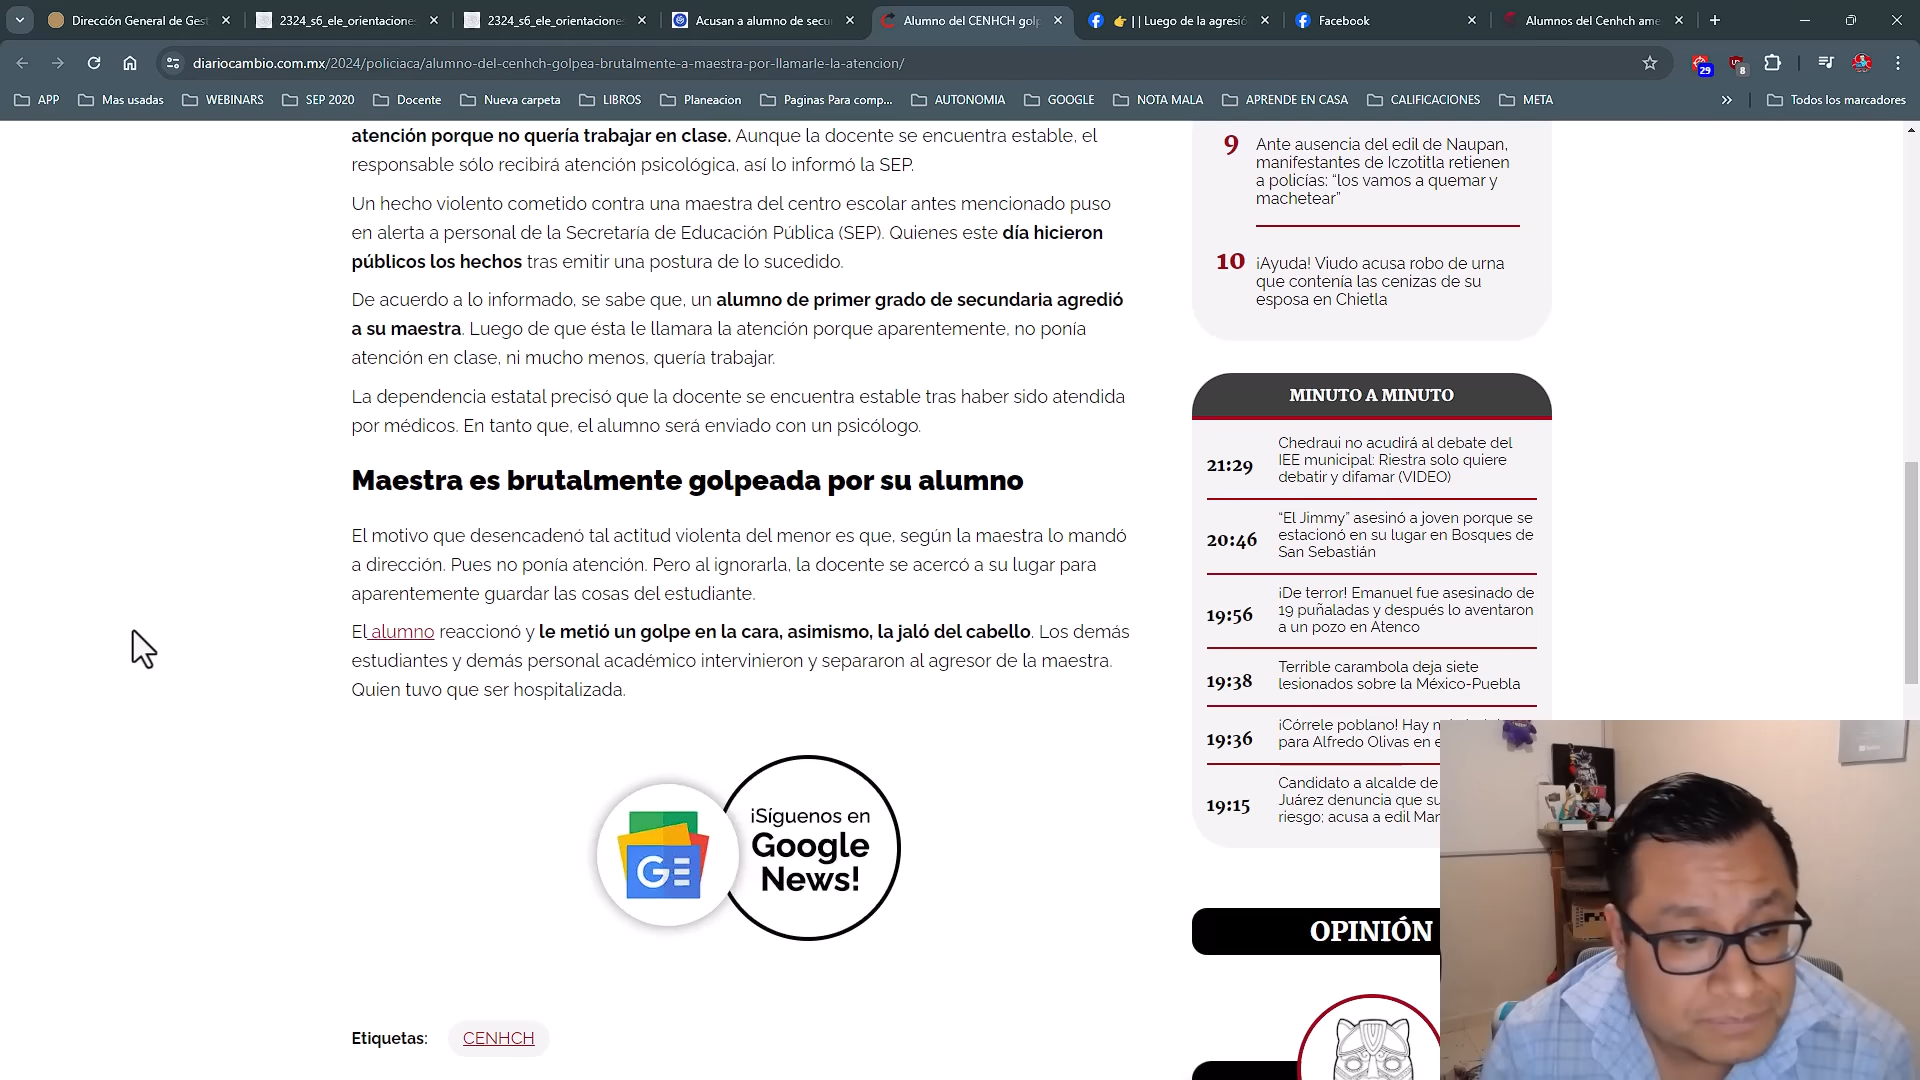 Dirección General de Gest
2324_s6_ele_orientacione
2324_s6_ele_orientacione
Acusan a alumno de secu
Alumno del CENHCH golp
👉 | | Luego de la agresió
Facebook
Alumnos del Cenhch ame
diariocambio.com.mx/2024/policiaca/alumno-del-cenhch-golpea-brutalmente-a-maestra-por-llamarle-la-atencion/
29
8
APP
Mas usadas
WEBINARS
SEP 2020
Docente
Nueva carpeta
LIBROS
Planeacion
Paginas Para comp...
AUTONOMIA
GOOGLE
NOTA MALA
APRENDE EN CASA
CALIFICACIONES
META
»
Todos los marcadores
atención porque no quería trabajar en clase. Aunque la docente se encuentra estable, el
responsable sólo recibirá atención psicológica, así lo informó la SEP.
Un hecho violento cometido contra una maestra del centro escolar antes mencionado puso
en alerta a personal de la Secretaría de Educación Pública (SEP). Quienes este día hicieron
públicos los hechos tras emitir una postura de lo sucedido.
De acuerdo a lo informado, se sabe que, un alumno de primer grado de secundaria agredió
a su maestra. Luego de que ésta le llamara la atención porque aparentemente, no ponía
atención en clase, ni mucho menos, quería trabajar.
La dependencia estatal precisó que la docente se encuentra estable tras haber sido atendida
por médicos. En tanto que, el alumno será enviado con un psicólogo.
Maestra es brutalmente golpeada por su alumno
El motivo que desencadenó tal actitud violenta del menor es que, según la maestra lo mandó
a dirección. Pues no ponía atención. Pero al ignorarla, la docente se acercó a su lugar para
aparentemente guardar las cosas del estudiante.
El alumno reaccionó y le metió un golpe en la cara, asimismo, la jaló del cabello. Los demás
estudiantes y demás personal académico intervinieron y separaron al agresor de la maestra.
Quien tuvo que ser hospitalizada.
¡Síguenos en
Google
News!
Etiquetas: CENHCH
9
Ante ausencia del edil de Naupan,
manifestantes de Iczotitla retienen
a policías: “los vamos a quemar y
machetear”
10
¡Ayuda! Viudo acusa robo de urna
que contenía las cenizas de su
esposa en Chietla
MINUTO A MINUTO
21:29
Chedraui no acudirá al debate del
IEE municipal: Riestra solo quiere
debatir y difamar (VIDEO)
20:46
“El Jimmy” asesinó a joven porque se
estacionó en su lugar en Bosques de
San Sebastián
19:56
¡De terror! Emanuel fue asesinado de
19 puñaladas y después lo aventaron
a un pozo en Atenco
19:38
Terrible carambola deja siete
lesionados sobre la México-Puebla
19:36
¡Córrele poblano! Hay
para Alfredo Olivas en
19:15
Candidato a alcalde de
Juárez denuncia que su
riesgo; acusa a edil
OPINIÓN